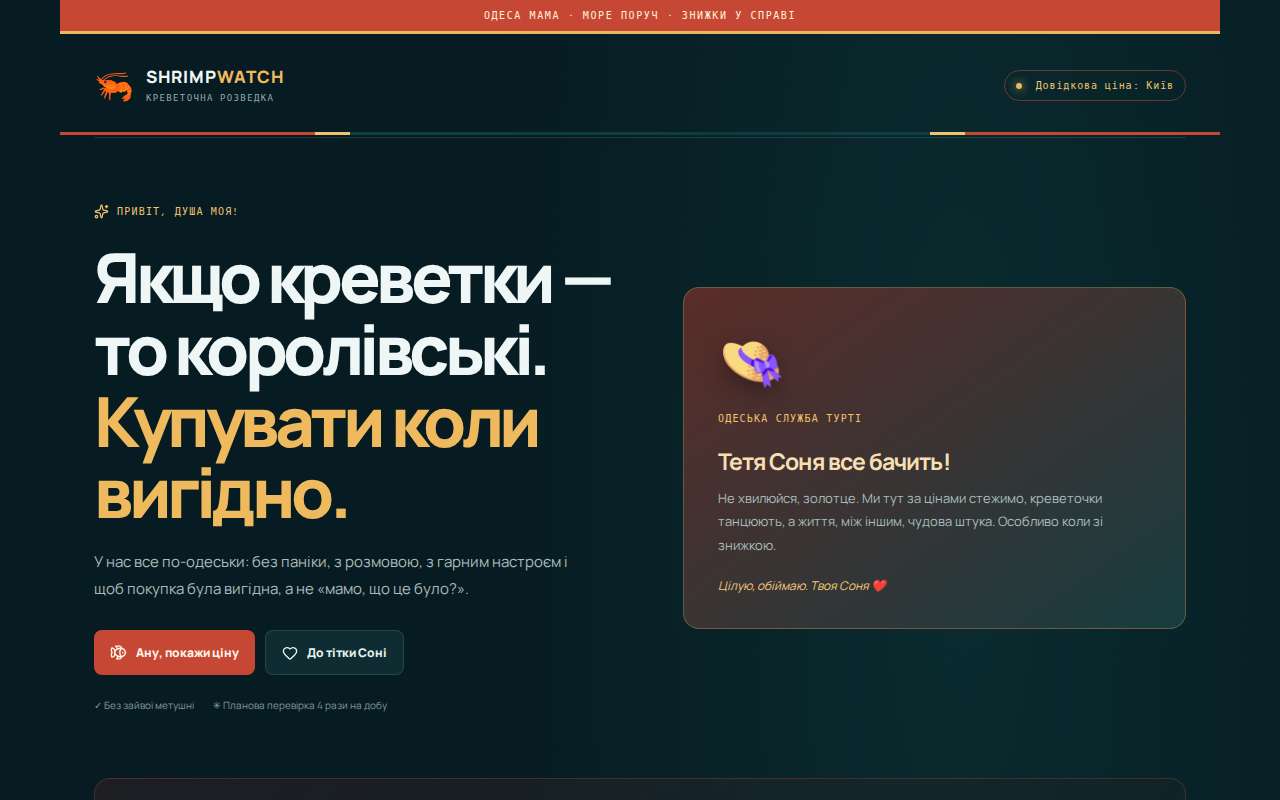 ОДЕСА МАМА · МОРЕ ПОРУЧ · ЗНИЖКИ У СПРАВІ
SHRIMPWATCH
КРЕВЕТОЧНА РОЗВЕДКА
Довідкова ціна: Київ
ПРИВІТ, ДУША МОЯ!
Якщо креветки —
то королівські.
Купувати коли
вигідно.
У нас все по-одеськи: без паніки, з розмовою, з гарним настроєм і
щоб покупка була вигідна, а не «мамо, що це було?».
Ану, покажи ціну
До тітки Соні
✓ Без зайвої метушні
✳ Планова перевірка 4 рази на добу
ОДЕСЬКА СЛУЖБА ТУРТІ
Тетя Соня все бачить!
Не хвилюйся, золотце. Ми тут за цінами стежимо, креветочки
танцюють, а життя, між іншим, чудова штука. Особливо коли зі
знижкою.
Цілую, обіймаю. Твоя Соня ❤️